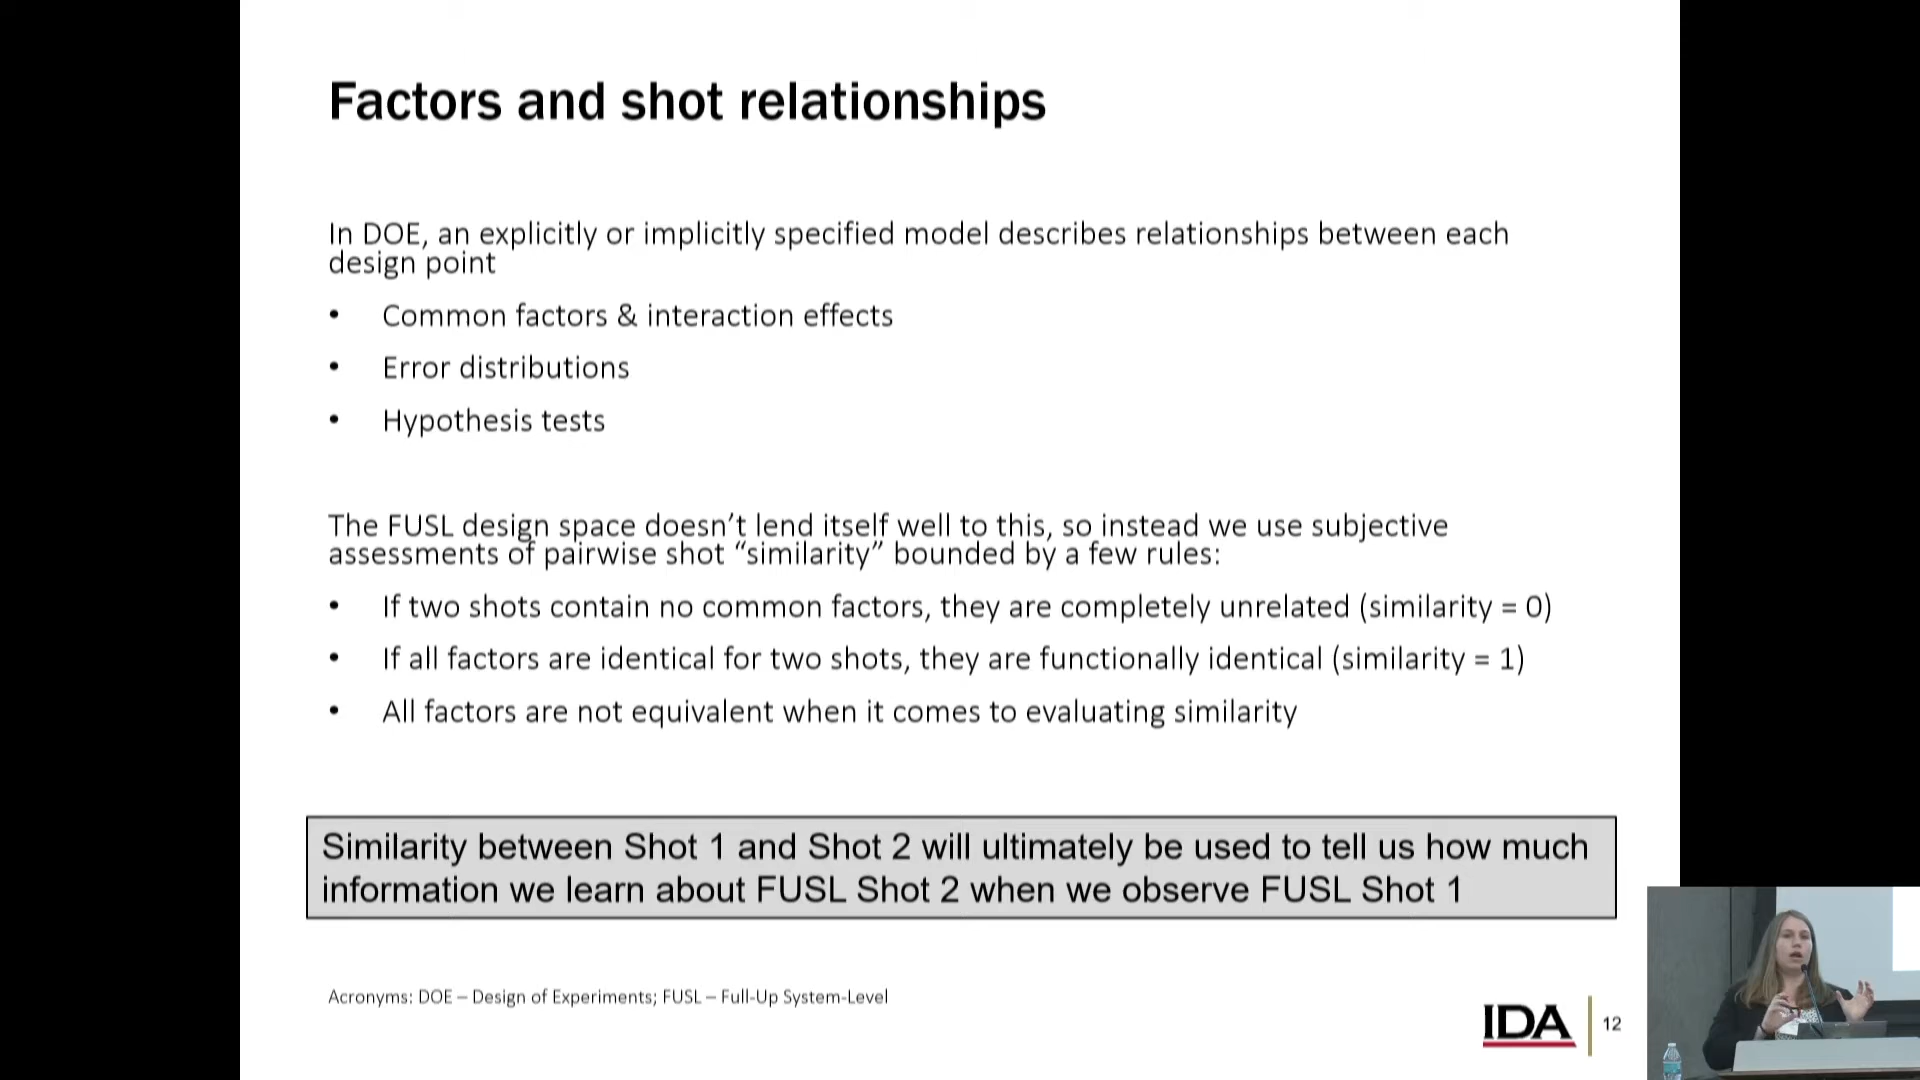 Factors and shot relationships
In DOE, an explicitly or implicitly specified model describes relationships between each
design point
• Common factors & interaction effects
• Error distributions
• Hypothesis tests
The FUSL design space doesn’t lend itself well to this, so instead we use subjective
assessments of pairwise shot “similarity” bounded by a few rules:
• If two shots contain no common factors, they are completely unrelated (similarity = 0)
• If all factors are identical for two shots, they are functionally identical (similarity = 1)
• All factors are not equivalent when it comes to evaluating similarity
Similarity between Shot 1 and Shot 2 will ultimately be used to tell us how much
information we learn about FUSL Shot 2 when we observe FUSL Shot 1
Acronyms: DOE – Design of Experiments; FUSL – Full-Up System-Level
IDA 12